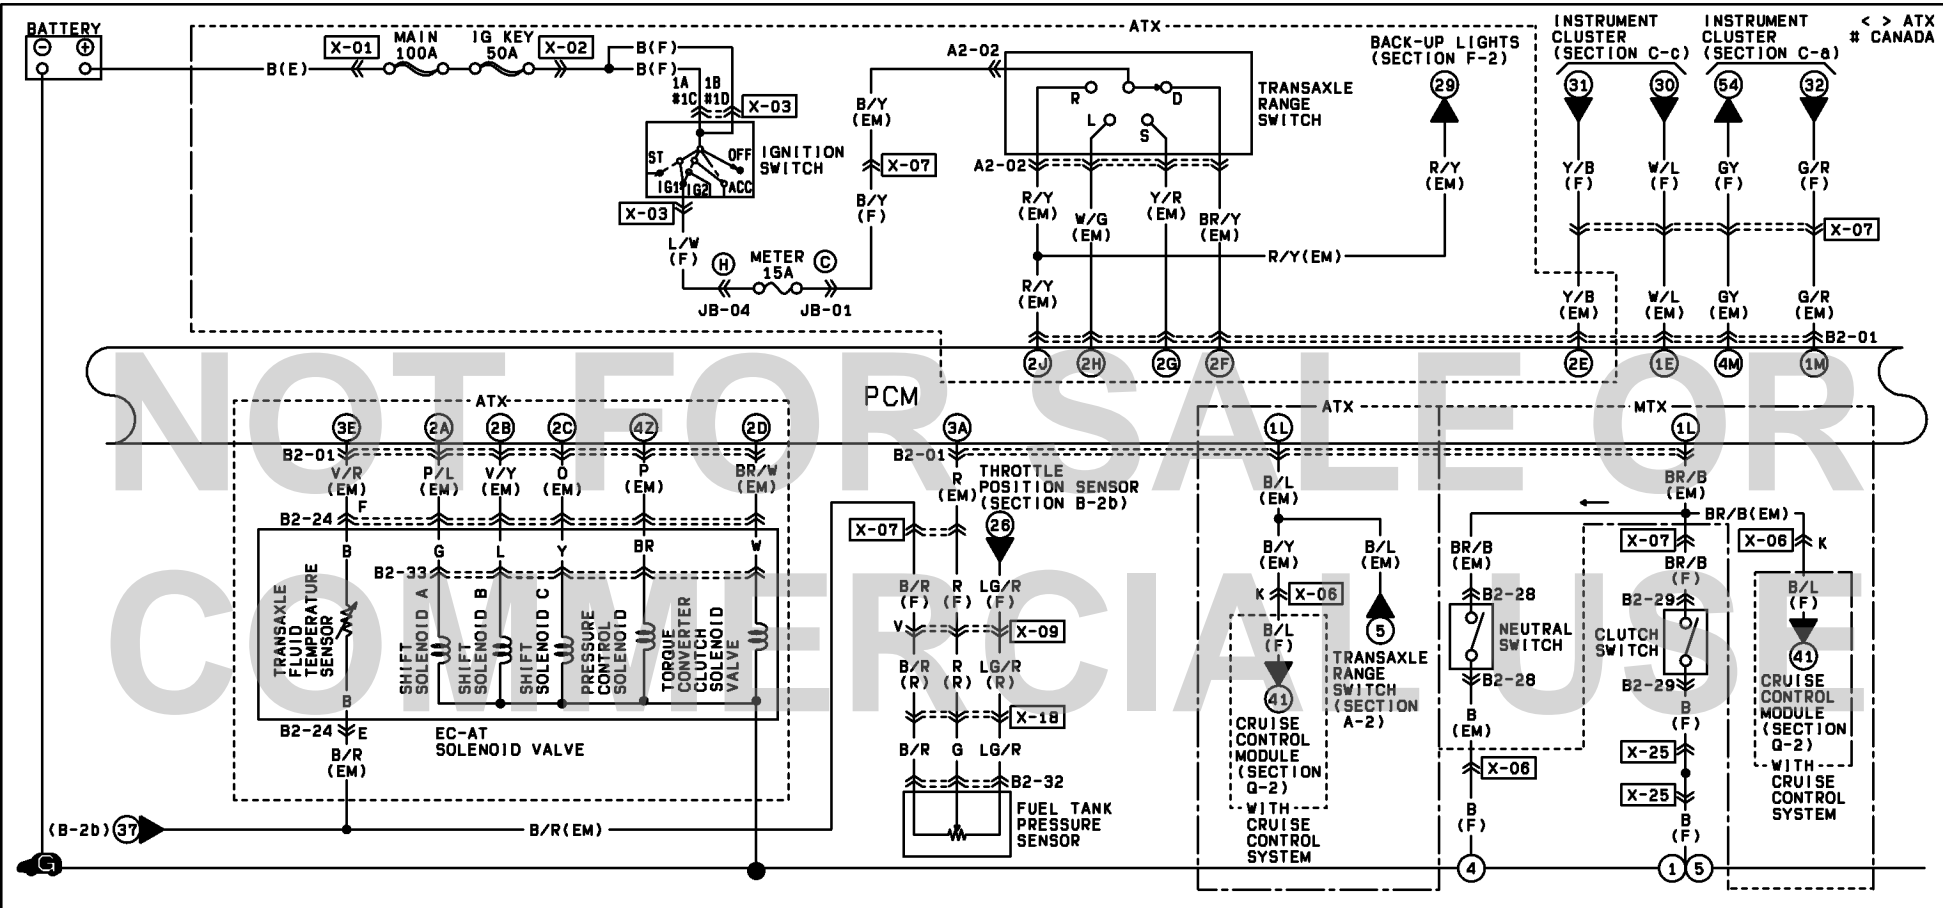 BATTERY
X-01
MAIN
100A
IG KEY
50A
X-02
B(F)
B(E)
B(F)
1A
#1C
1B
#1D
X-03
ST
OFF
IG1
IG2
ACC
IGNITION
SWITCH
X-03
L/W
(F)
H
METER
15A
C
JB-04
JB-01
B/Y
(EM)
X-07
B/Y
(F)
ATX
A2-02
R
D
L
S
TRANSAXLE
RANGE
SWITCH
A2-02
R/Y
(EM)
W/G
(EM)
Y/R
(EM)
BR/Y
(EM)
R/Y(EM)
R/Y
(EM)
BACK-UP LIGHTS
(SECTION F-2)
29
R/Y
(EM)
INSTRUMENT
CLUSTER
(SECTION C-c)
INSTRUMENT
CLUSTER
(SECTION C-a)
< > ATX
# CANADA
31
30
54
32
Y/B
(F)
W/L
(F)
GY
(F)
G/R
(F)
X-07
Y/B
(EM)
W/L
(EM)
GY
(EM)
G/R
(EM)
B2-01
2J
2H
2G
2F
2E
1E
4M
1M
NOT FOR SALE OR
COMMERCIAL USE
PCM
ATX
3E
2A
2B
2C
4Z
2D
B2-01
V/R
(EM)
P/L
(EM)
V/Y
(EM)
O
(EM)
P
(EM)
BR/W
(EM)
F
B2-24
B
G
L
Y
BR
W
B2-33
TRANSAXLE
FLUID
TEMPERATURE
SENSOR
SHIFT
SOLENOID A
SHIFT
SOLENOID B
SHIFT
SOLENOID C
PRESSURE
CONTROL
SOLENOID
TORQUE
CONVERTER
CLUTCH
SOLENOID
VALVE
B
B2-24
E
EC-AT
SOLENOID VALVE
B/R
(EM)
(B-2b)
37
B/R(EM)
G
3A
B2-01
R
(EM)
THROTTLE
POSITION SENSOR
(SECTION B-2b)
26
X-07
B/R
(F)
R
(F)
LG/R
(F)
V
X-09
B/R
(R)
R
(R)
LG/R
(R)
X-18
B/R
G
LG/R
B2-32
FUEL TANK
PRESSURE
SENSOR
ATX
1L
B/L
(EM)
B/Y
(EM)
B/L
(EM)
K
X-06
B/L
(F)
41
CRUISE
CONTROL
MODULE
(SECTION
Q-2)
WITH
CRUISE
CONTROL
SYSTEM
5
TRANSAXLE
RANGE
SWITCH
(SECTION
A-2)
MTX
1L
BR/B
(EM)
BR/B(EM)
BR/B
(EM)
X-07
BR/B
(F)
X-06
K
B/L
(F)
41
CRUISE
CONTROL
MODULE
(SECTION
Q-2)
WITH
CRUISE
CONTROL
SYSTEM
B2-28
NEUTRAL
SWITCH
B2-28
B
(EM)
X-06
B
(F)
4
B2-29
CLUTCH
SWITCH
B2-29
B
(F)
X-25
X-25
B
(F)
1
5